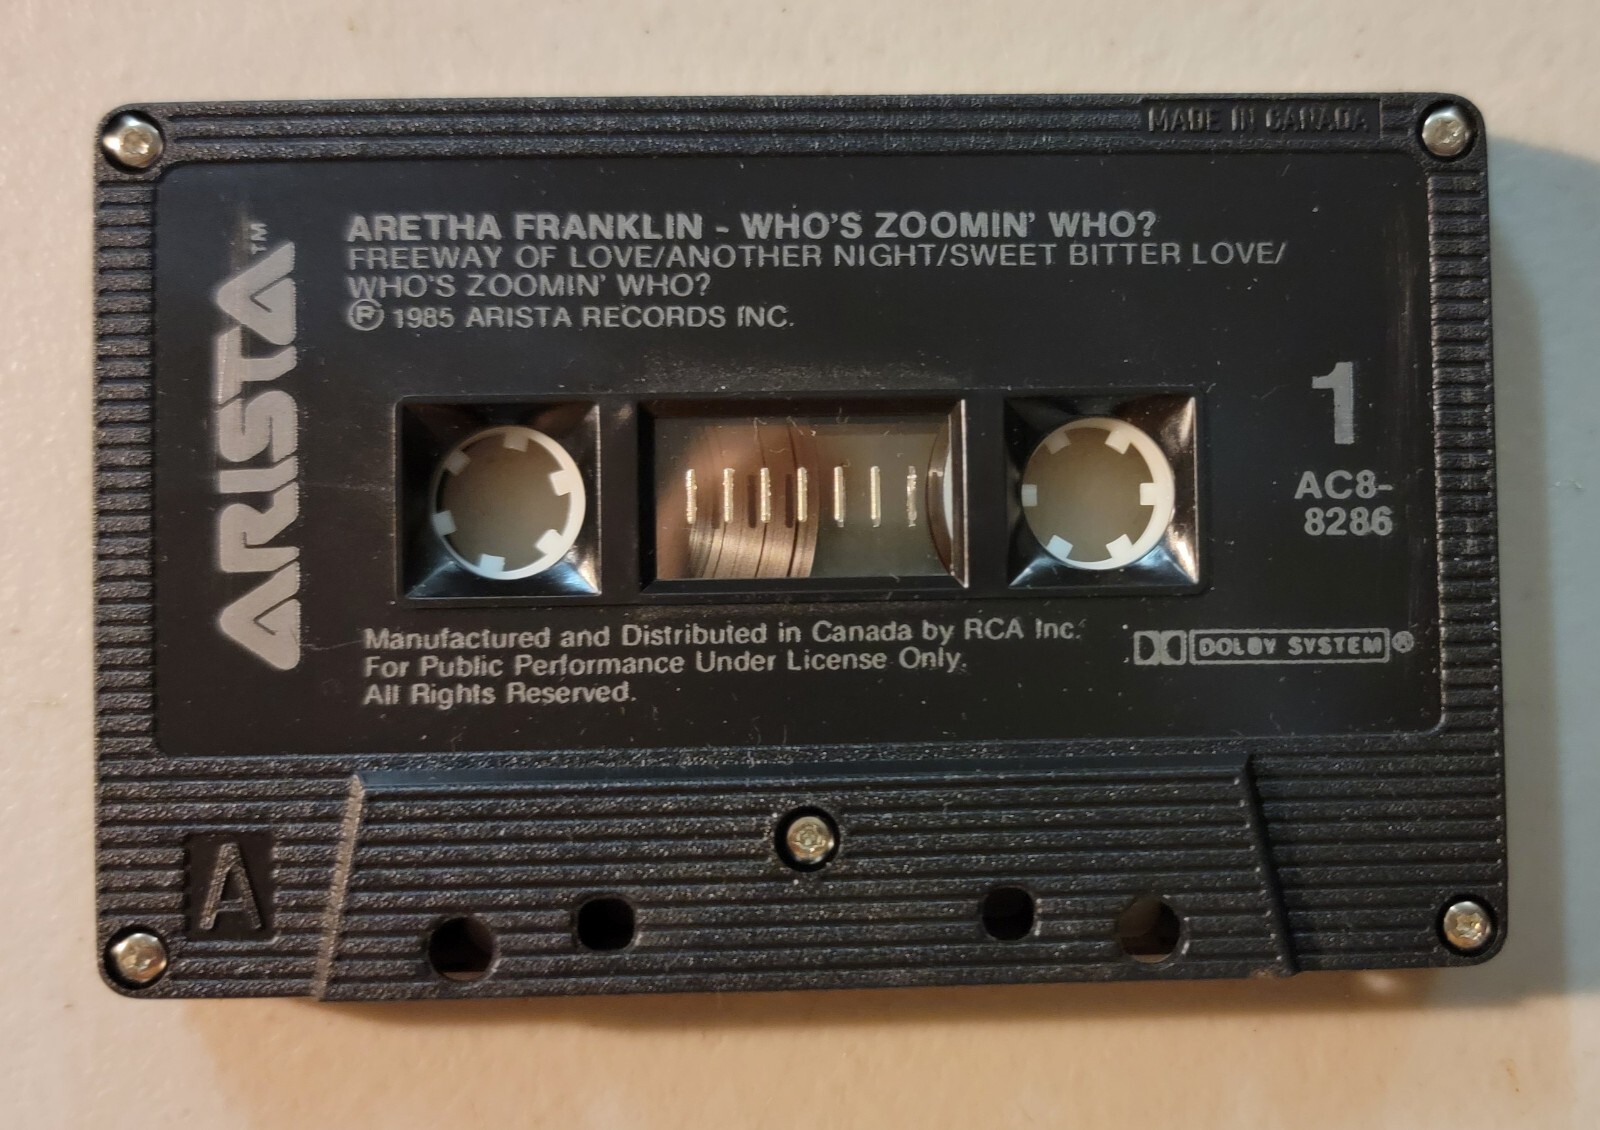 MADE IN CANADA
ARISTA™
ARETHA FRANKLIN - WHO'S ZOOMIN' WHO?
FREEWAY OF LOVE/ANOTHER NIGHT/SWEET BITTER LOVE/
WHO'S ZOOMIN' WHO?
Ⓟ 1985 ARISTA RECORDS INC.
1
AC8-
8286
Manufactured and Distributed in Canada by RCA Inc.
For Public Performance Under License Only.
All Rights Reserved.
DOLBY SYSTEM®
A